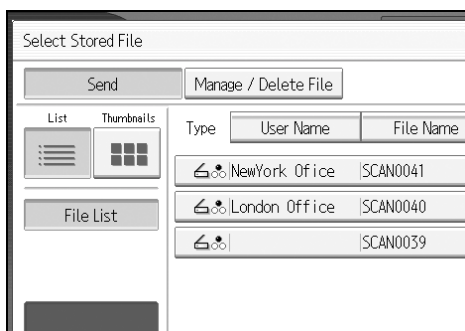 Select Stored File
Send Manage / Delete File
List Thumbnails Type User Name File Name
NewYork Ofice SCAN0041
File List London Office SCAN0040
SCAN0039